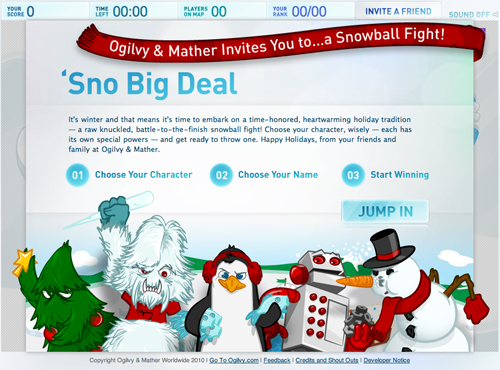 YOUR SCORE 0 TIME LEFT 00:00 PLAYERS ON MAP 00 YOUR RANK 00/00 INVITE A FRIEND SOUND OFF
Ogilvy & Mather Invites You to...a Snowball Fight!
‘Sno Big Deal
It's winter and that means it's time to embark on a time-honored, heartwarming holiday tradition
— a raw knuckled, battle-to-the-finish snowball fight! Choose your character, wisely — each has
its own special powers — and get ready to throw one. Happy Holidays, from your friends and
family at Ogilvy & Mather.
01 Choose Your Character 02 Choose Your Name 03 Start Winning
JUMP IN
Copyright Ogilvy & Mather Worldwide 2010 | Go To Ogilvy.com | Feedback | Credits and Shout Outs | Developer Notice